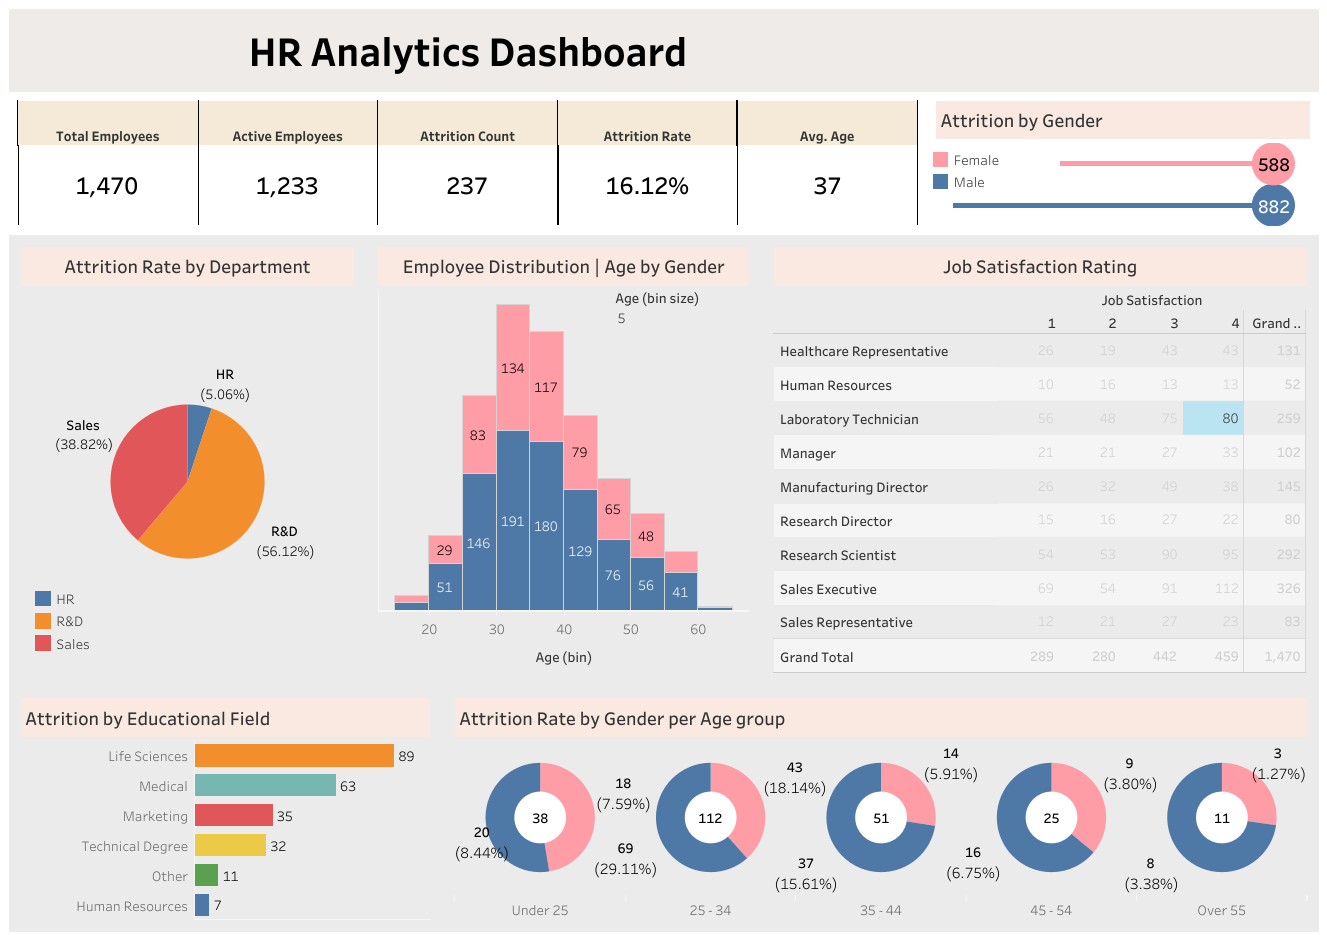 HR Analytics Dashboard
Total Employees
Active Employees
Attrition Count
Attrition Rate
Avg. Age
1,470
1,233
237
16.12%
37
Attrition by Gender
Female
Male
588
882
Attrition Rate by Department
HR
(5.06%)
Sales
(38.82%)
R&D
(56.12%)
HR
R&D
Sales
Employee Distribution | Age by Gender
Age (bin size)
5
134
117
83
79
65
48
29
191
180
146
129
76
56
51
41
20
30
40
50
60
Age (bin)
Job Satisfaction Rating
Job Satisfaction
1 2 3 4 Grand ..
Healthcare Representative 26 19 43 43 131
Human Resources 10 16 13 13 52
Laboratory Technician 56 48 75 80 259
Manager 21 21 27 33 102
Manufacturing Director 26 32 49 38 145
Research Director 15 16 27 22 80
Research Scientist 54 53 90 95 292
Sales Executive 69 54 91 112 326
Sales Representative 12 21 27 23 83
Grand Total 289 280 442 459 1,470
Attrition by Educational Field
Life Sciences 89
Medical 63
Marketing 35
Technical Degree 32
Other 11
Human Resources 7
Attrition Rate by Gender per Age group
38
18
(7.59%)
20
(8.44%)
Under 25
112
43
(18.14%)
69
(29.11%)
25 - 34
51
14
(5.91%)
37
(15.61%)
35 - 44
25
9
(3.80%)
16
(6.75%)
45 - 54
11
3
(1.27%)
8
(3.38%)
Over 55